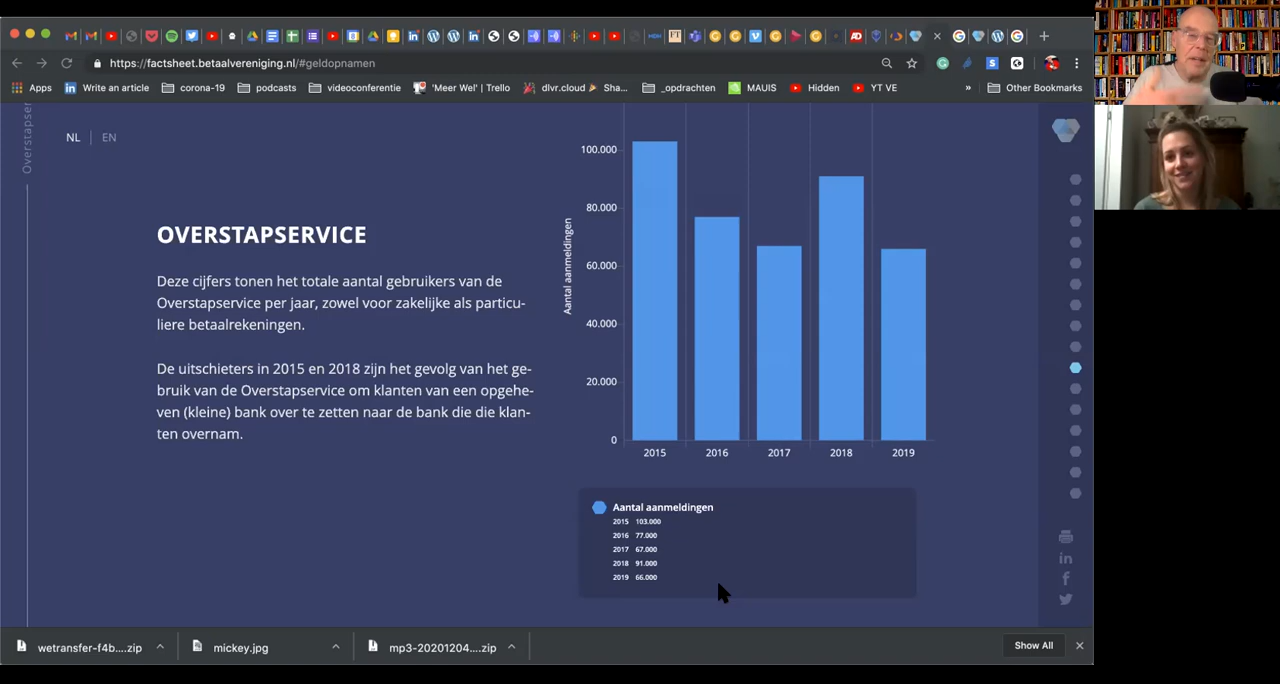 https://factsheet.betaalvereniging.nl/#geldopnamen
Apps
Write an article
corona-19
podcasts
videoconferentie
'Meer Wel' | Trello
dlvr.cloud
Sha...
_opdrachten
MAUIS
Hidden
YT VE
»
Other Bookmarks
Overstapser
NL | EN
OVERSTAPSERVICE
Deze cijfers tonen het totale aantal gebruikers van de
Overstapservice per jaar, zowel voor zakelijke als particu-
liere betaalrekeningen.
De uitschieters in 2015 en 2018 zijn het gevolg van het ge-
bruik van de Overstapservice om klanten van een opgehe-
ven (kleine) bank over te zetten naar de bank die die klan-
ten overnam.
Aantal aanmeldingen
100.000
80.000
60.000
40.000
20.000
0
2015 2016 2017 2018 2019
Aantal aanmeldingen
2015 103.000
2016 77.000
2017 67.000
2018 91.000
2019 66.000
wetransfer-f4b....zip
mickey.jpg
mp3-20201204....zip
Show All